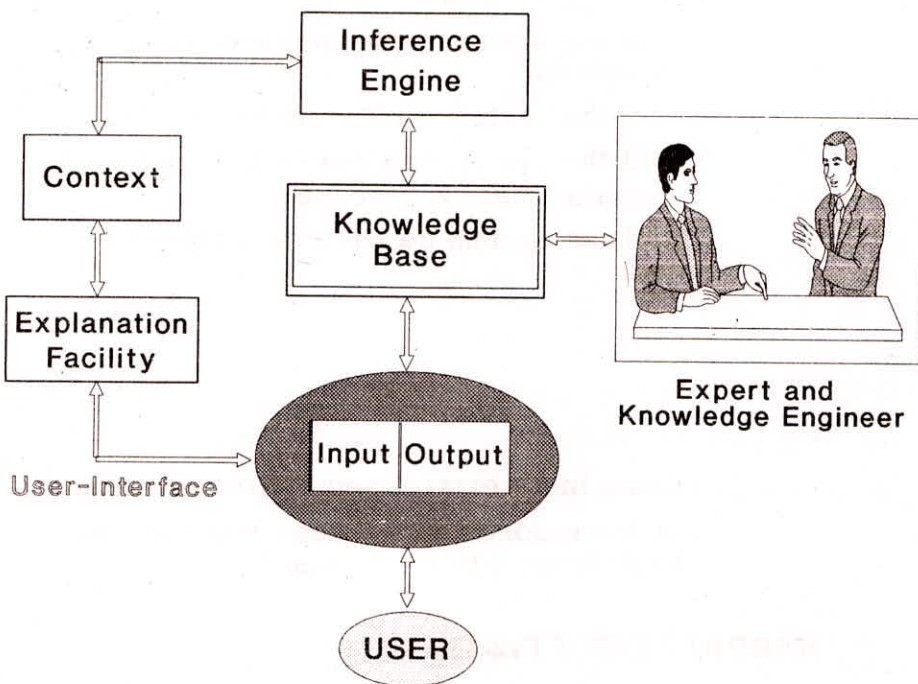 Inference
Engine
Context
Knowledge
Base
Explanation
Facility
Expert and
Knowledge Engineer
Input Output
User-Interface
USER